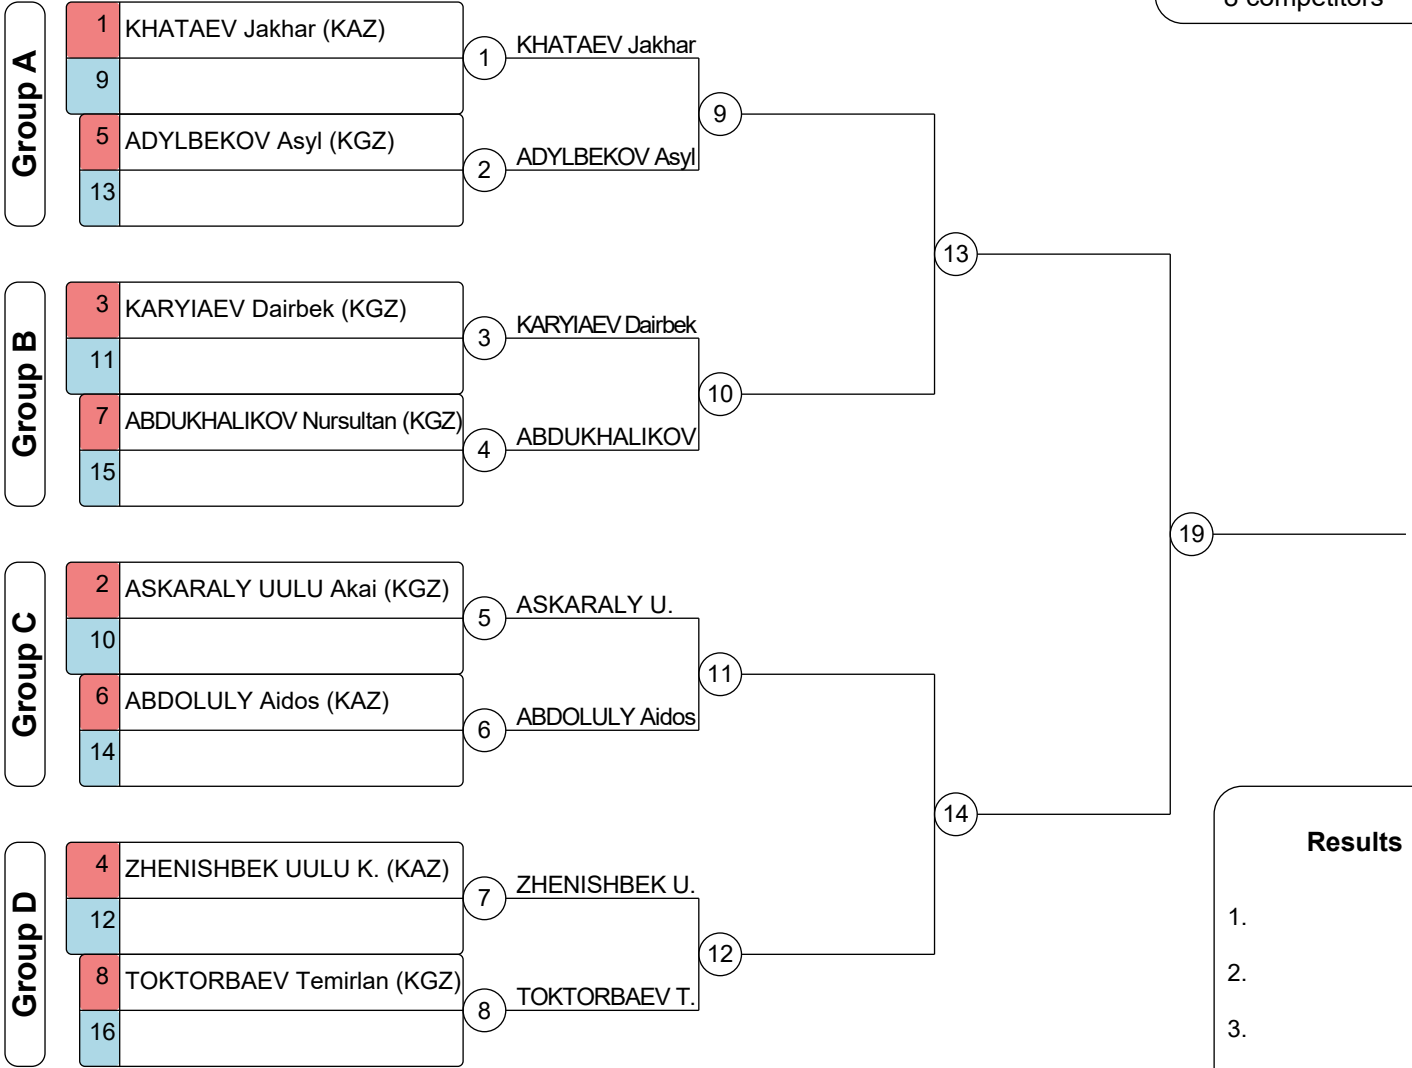 8 competitors
Group A
1 KHATAEV Jakhar (KAZ)
9
5 ADYLBEKOV Asyl (KGZ)
13
1 KHATAEV Jakhar
2 ADYLBEKOV Asyl
9
Group B
3 KARYIAEV Dairbek (KGZ)
11
7 ABDUKHALIKOV Nursultan (KGZ)
15
3 KARYIAEV Dairbek
4 ABDUKHALIKOV
10
13
Group C
2 ASKARALY UULU Akai (KGZ)
10
6 ABDOLULY Aidos (KAZ)
14
5 ASKARALY U.
6 ABDOLULY Aidos
11
Group D
4 ZHENISHBEK UULU K. (KAZ)
12
8 TOKTORBAEV Temirlan (KGZ)
16
7 ZHENISHBEK U.
8 TOKTORBAEV T.
12
14
19
Results
1.
2.
3.